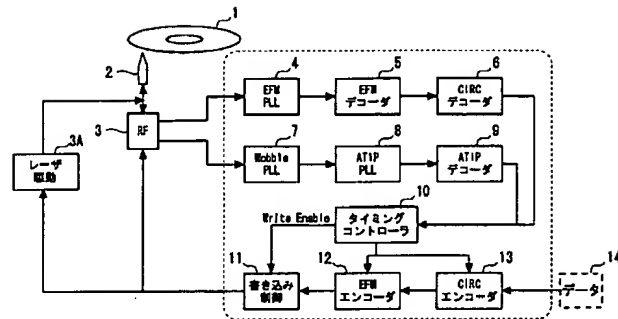 1
2
4
5
6
EFM
PLL
EFM
デコーダ
CIRC
デコーダ
3
RF
7
8
9
3A
Wobble
PLL
ATIP
PLL
ATIP
デコーダ
レーザ
駆動
10
Write Enable
タイミング
コントローラ
11
12
13
14
書き込み
制御
EFM
エンコーダ
CIRC
エンコーダ
データ